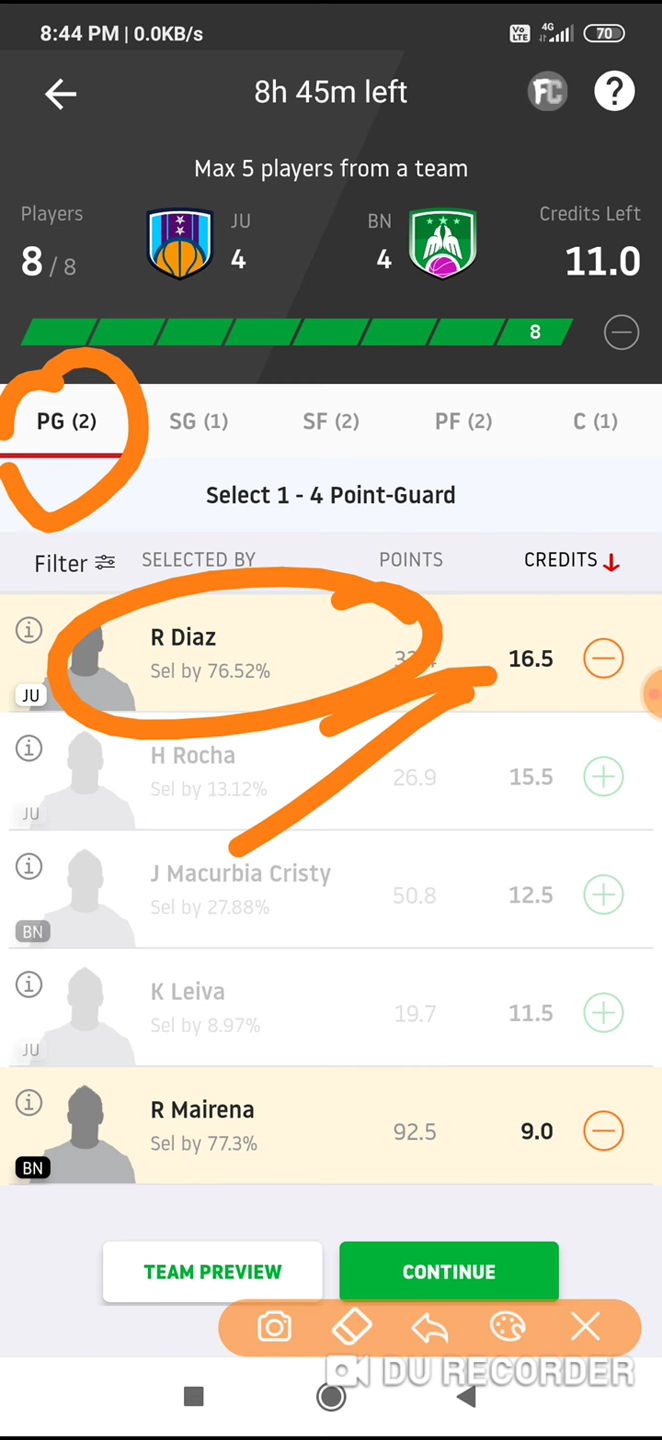 8:44 PM | 0.0KB/s
Vo LTE 4G 70
8h 45m left
FC ?
Max 5 players from a team
Players JU BN Credits Left
8 / 8 4 4 11.0
8
PG (2) SG (1) SF (2) PF (2) C (1)
Select 1 - 4 Point-Guard
Filter SELECTED BY POINTS CREDITS
R Diaz
Sel by 76.52% 16.5
JU
H Rocha
Sel by 13.12% 26.9 15.5
JU
J Macurbia Cristy
Sel by 27.88% 50.8 12.5
BN
K Leiva
Sel by 8.97% 19.7 11.5
JU
R Mairena
Sel by 77.3% 92.5 9.0
BN
TEAM PREVIEW CONTINUE
DU RECORDER